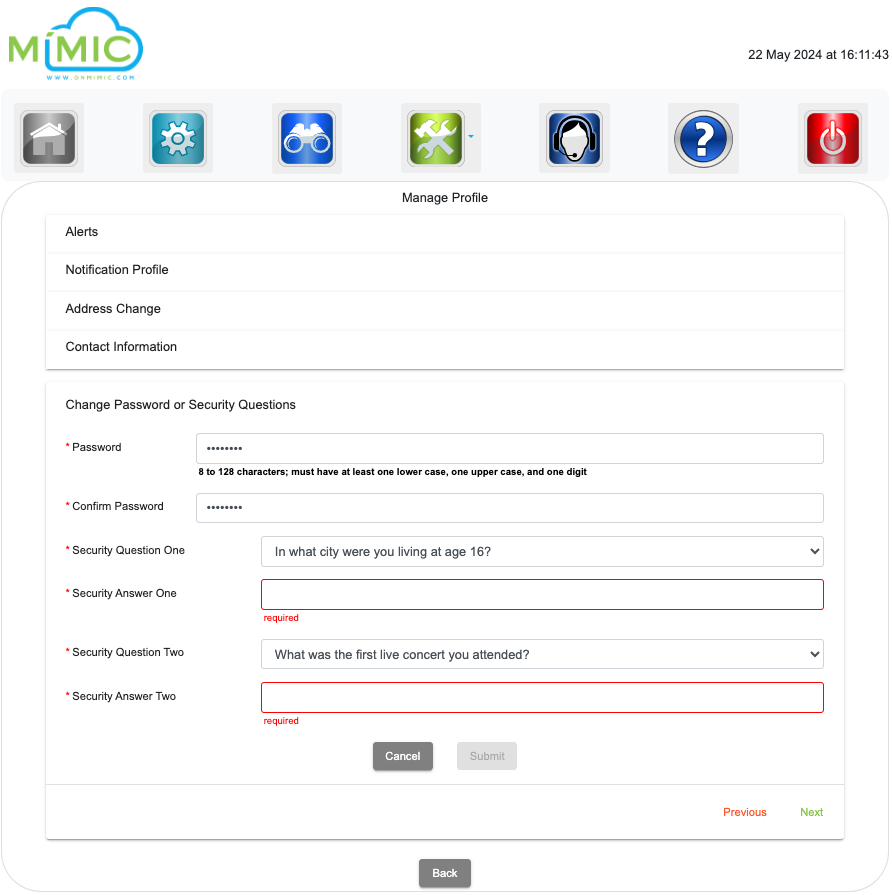 MiMIC
WWW.ONMIMIC.COM
22 May 2024 at 16:11:43
?
Manage Profile
Alerts
Notification Profile
Address Change
Contact Information
Change Password or Security Questions
* Password ••••••••
8 to 128 characters; must have at least one lower case, one upper case, and one digit
* Confirm Password ••••••••
* Security Question One In what city were you living at age 16?
* Security Answer One
required
* Security Question Two What was the first live concert you attended?
* Security Answer Two
required
Cancel Submit
Previous Next
Back